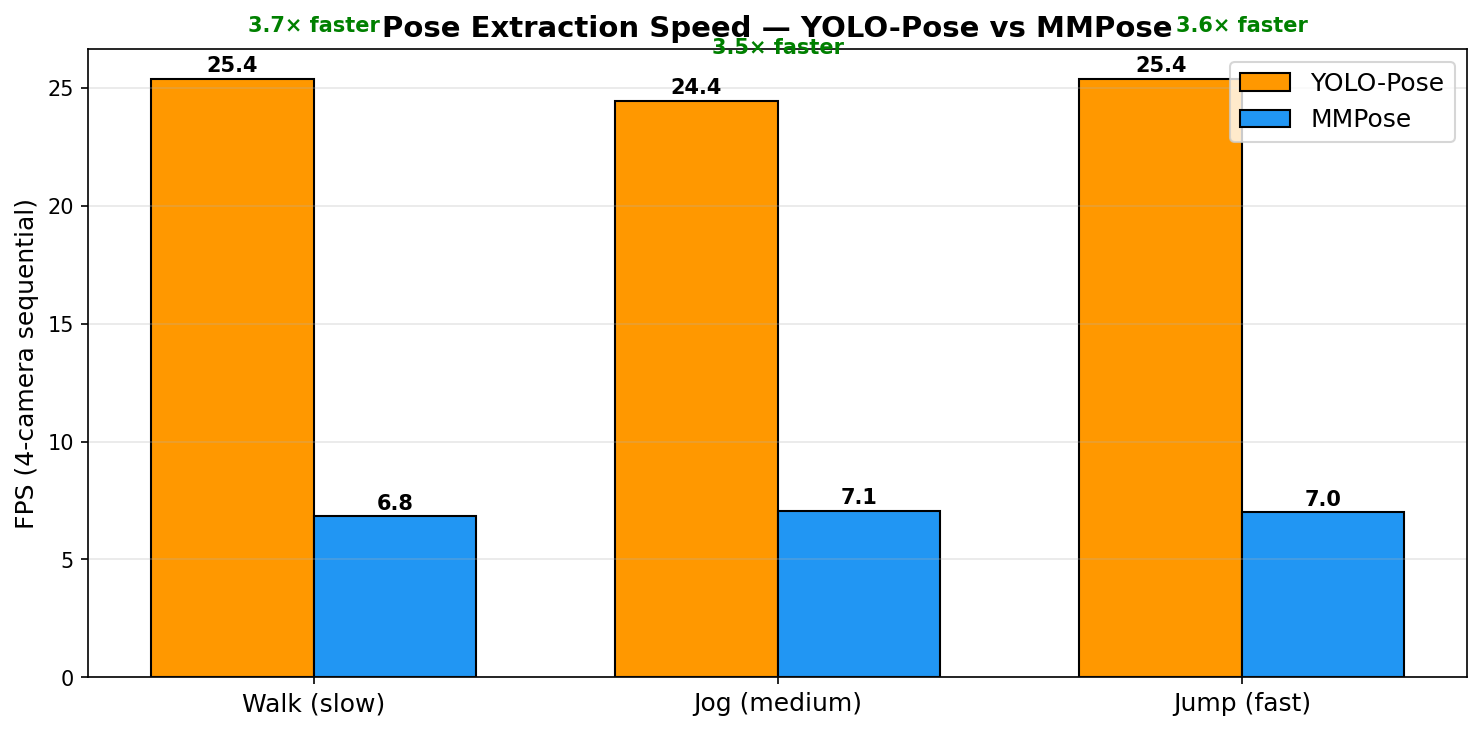 3.7× faster
Pose Extraction Speed — YOLO-Pose vs MMPose
3.6× faster
3.5× faster
25.4
24.4
25.4
YOLO-Pose
MMPose
6.8
7.1
7.0
FPS (4-camera sequential)
25
20
15
10
5
0
Walk (slow)
Jog (medium)
Jump (fast)